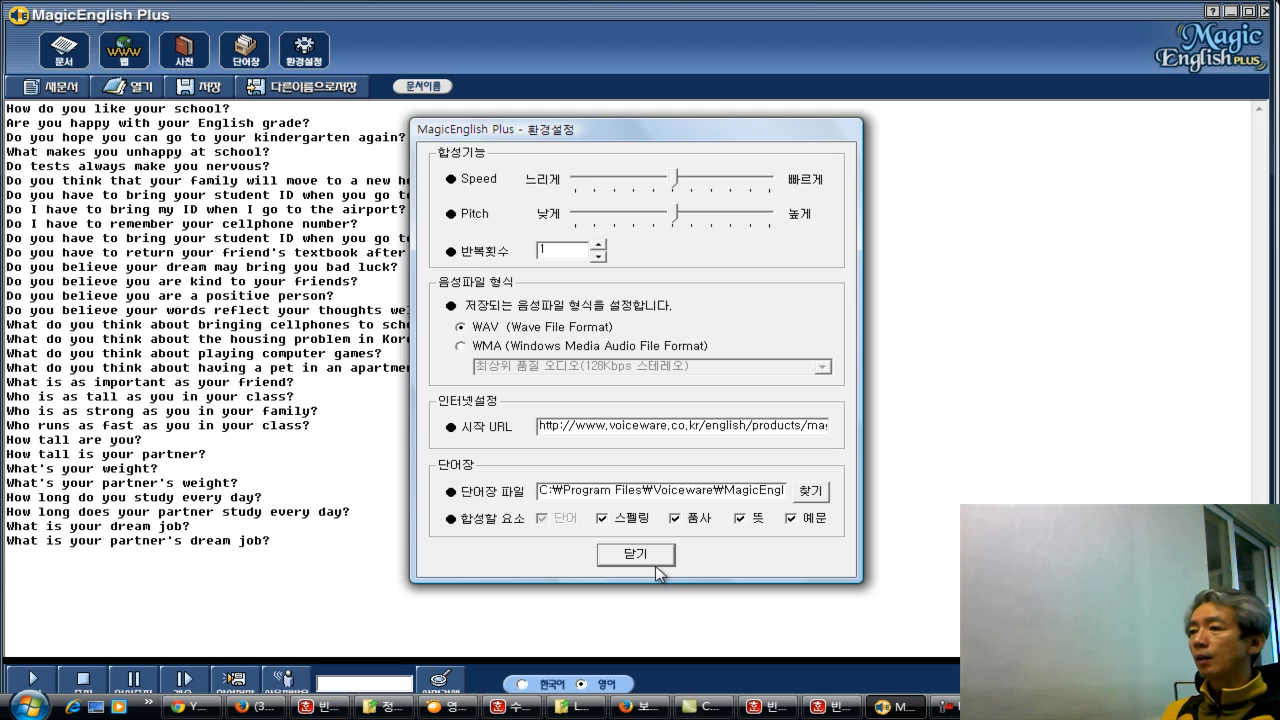 MagicEnglish Plus
문서
웹
사전
단어장
환경설정
Magic English PLUS
새문서
열기
저장
다른이름으로저장
문서이름
How do you like your school?
Are you happy with your English grade?
Do you hope you can go to your kindergarten again?
What makes you unhappy at school?
Do tests always make you nervous?
Do you think that your family will move to a new
Do you have to bring your student ID when you go
Do I have to bring my ID when I go to the airport?
Do I have to remember your cellphone number?
Do you have to bring your student ID when you go
Do you have to return your friend's textbook after
Do you believe your dream may bring you bad luck?
Do you believe you are kind to your friends?
Do you believe you are a positive person?
Do you believe your words reflect your thoughts
What do you think about bringing cellphones to
What do you think about the housing problem in
What do you think about playing computer games?
What do you think about having a pet in an
What is as important as your friend?
Who is as tall as you in your class?
Who is as strong as you in your family?
Who runs as fast as you in your class?
How tall are you?
How tall is your partner?
What's your weight?
What's your partner's weight?
How long do you study every day?
How long does your partner study every day?
What is your dream job?
What is your partner's dream job?
MagicEnglish Plus - 환경설정
합성기능
Speed 느리게 빠르게
Pitch 낮게 높게
반복횟수 1
음성파일 형식
저장되는 음성파일 형식을 설정합니다.
WAV (Wave File Format)
WMA (Windows Media Audio File Format)
최상위 품질 오디오(128Kbps 스테레오)
인터넷설정
시작 URL http://www.voiceware.co.kr/english/products/ma
단어장
단어장 파일 C:₩Program Files₩Voiceware₩MagicEngl 찾기
합성할 요소 단어 스펠링 품사 뜻 예문
닫기
한국어 영어
Y...
(3...
빈...
정...
영...
수...
L...
보...
C...
빈...
빈...
M...